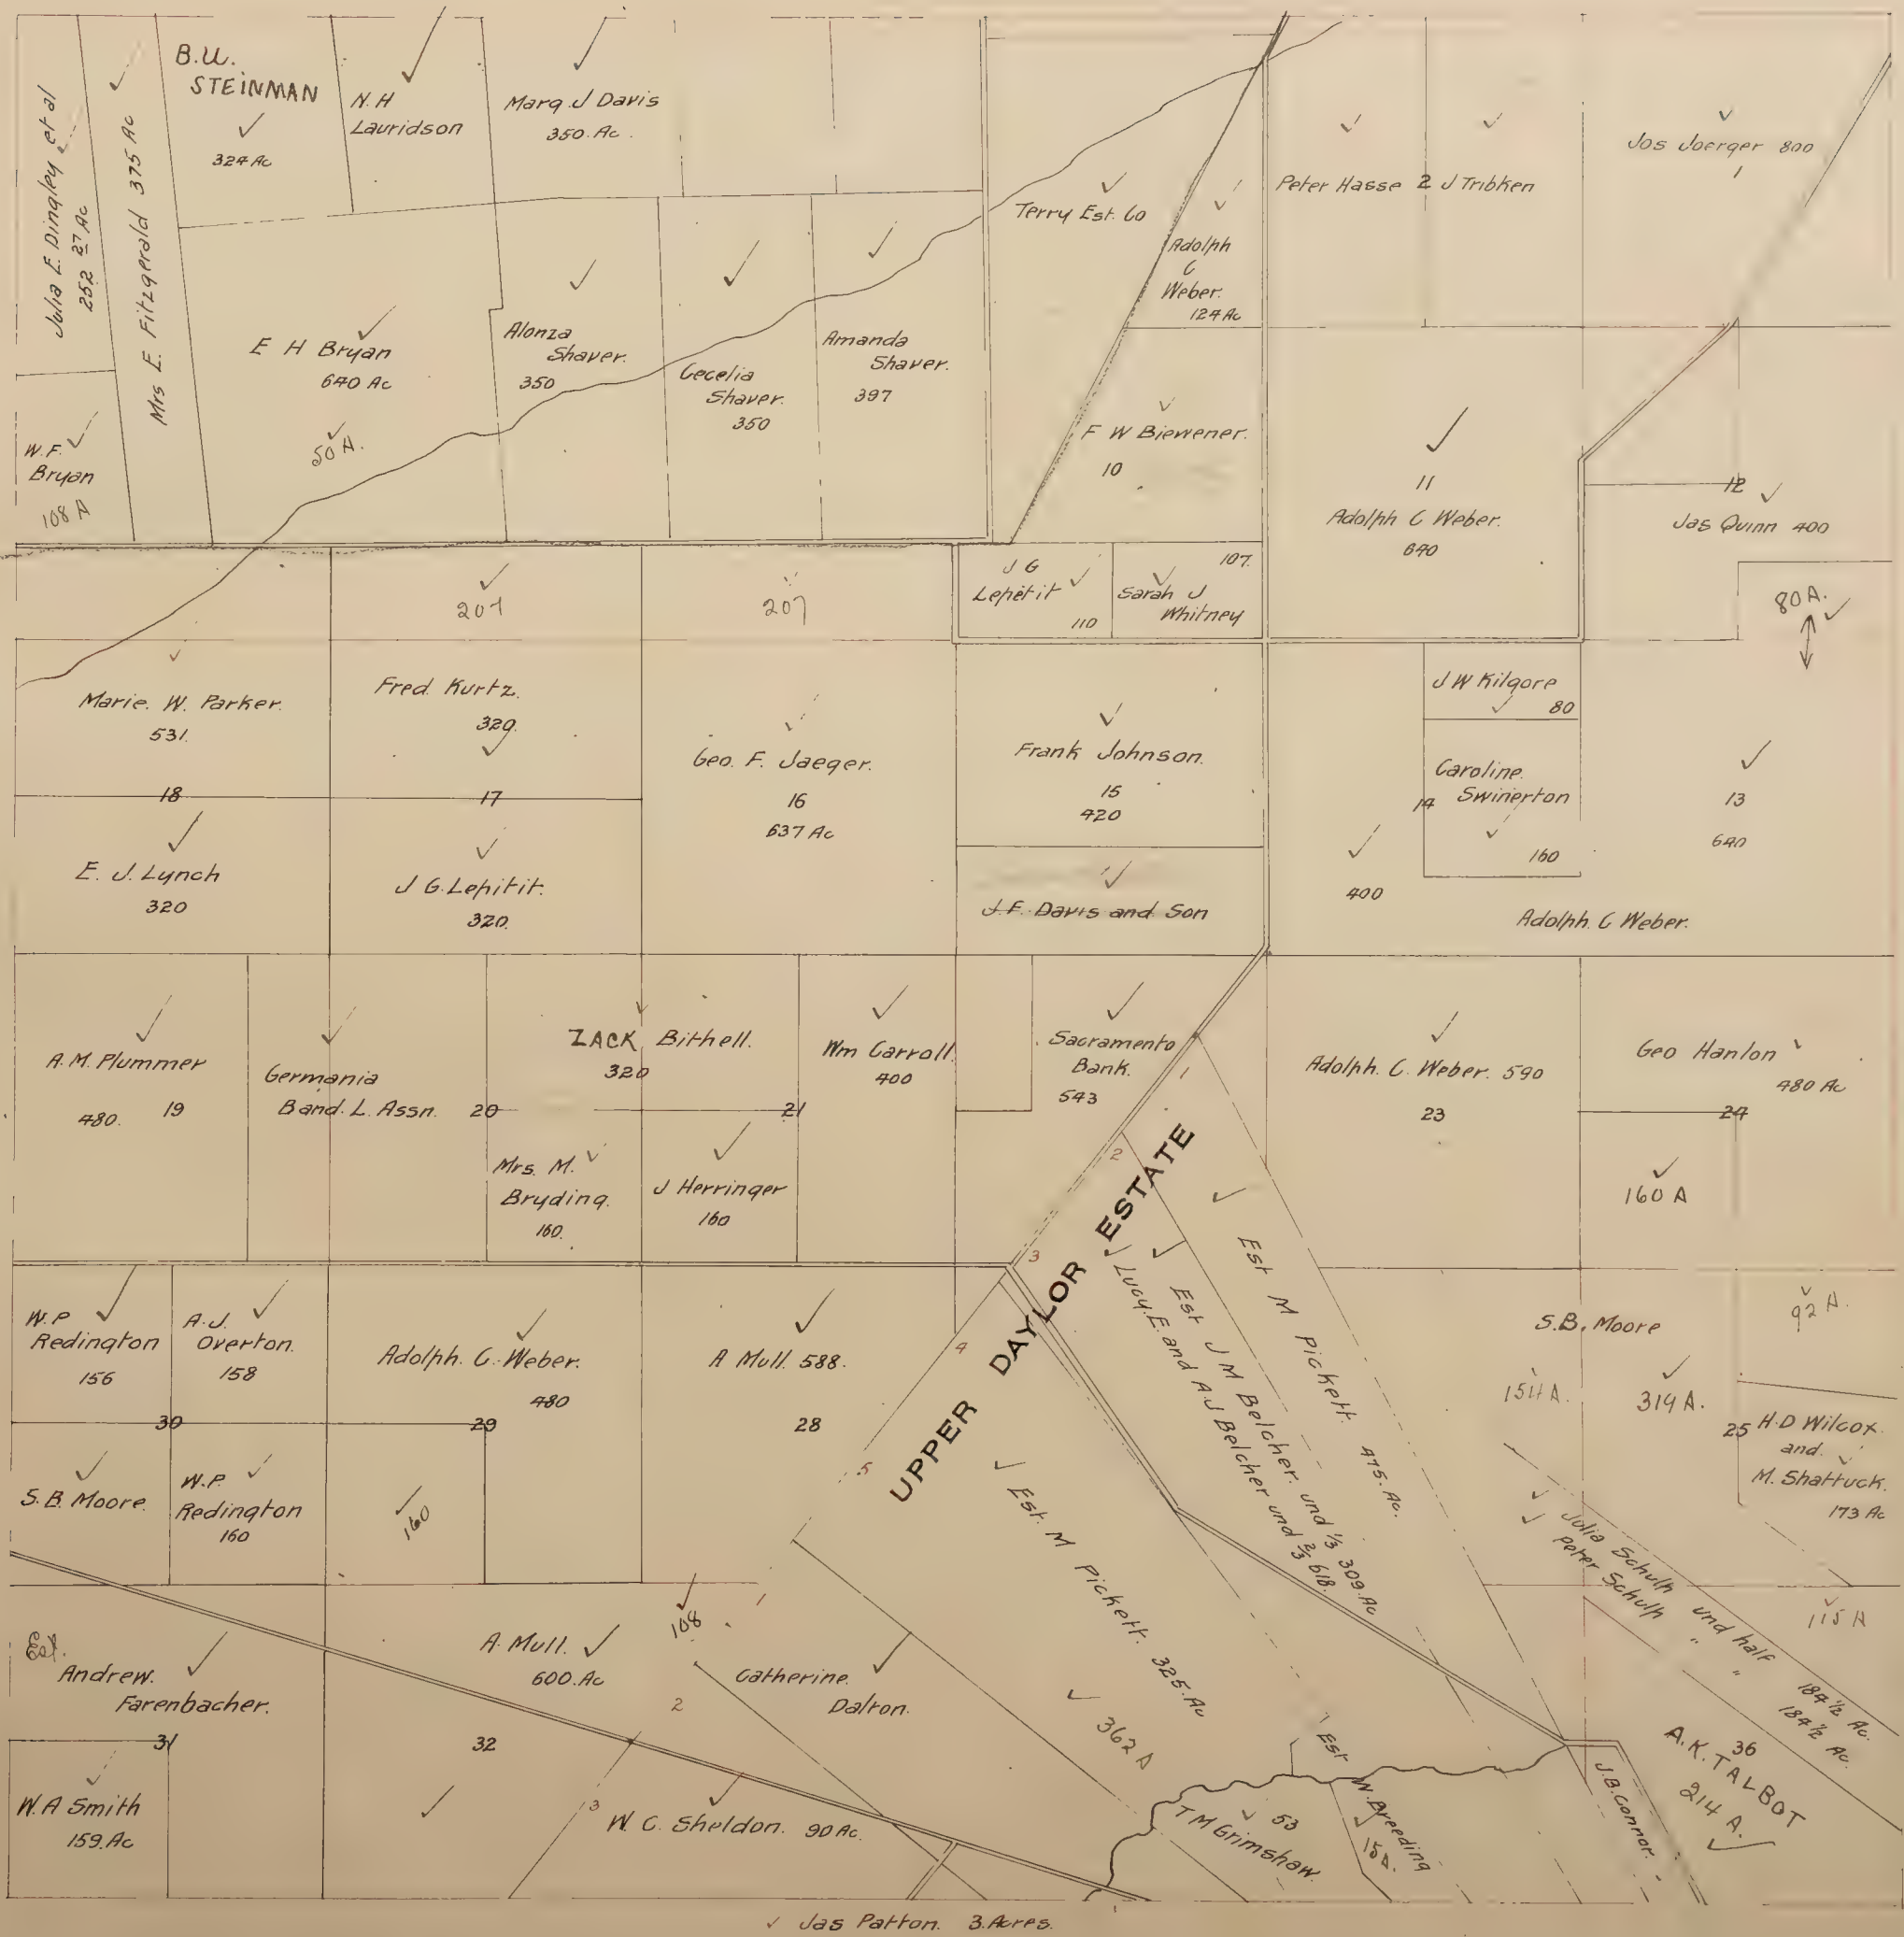 Julia E. Dingley et al
252 27 Ac
Mrs E. Fitzgerald 375 Ac
B.U.
STEINMAN
324 Ac
N. H
Lauridson
Marg. J Davis
350. Ac.
Terry Est. Co
Adolph
C
Weber.
124 Ac
Peter Hasse 2 J Tribken
Jos Joerger 800
1
W.F.
Bryan
108 A
E H Bryan
640 Ac
50 A.
Alonza
Shaver.
350
Cecelia
Shaver.
350
Amanda
Shaver.
397
F W Biewener.
10
11
Adolph C Weber.
640
12
Jas Quinn 400
207
207
J G
Lepetit
110
107.
Sarah J
Whitney
80 A.
Marie. W. Parker.
531.
18
Fred. Kurtz.
320.
17
Geo. F. Jaeger.
16
637 Ac
Frank Johnson.
15
420
J W Kilgore
80
Caroline.
14 Swinerton
160
400
13
640
Adolph. C Weber.
E. J. Lynch
320
J G. Lepitit.
320.
J.F. Davis and Son
A. M. Plummer
480. 19
Germania
B and. L. Assn. 20
ZACK Bithell.
320
21
Mrs. M.
Bryding.
160.
J Herringer
160
Wm Carroll.
400
Sacramento
Bank.
543
1
2
3
4
5
Adolph. C. Weber. 590
23
Geo Hanlon
480 Ac
24
160 A
UPPER DAYLOR ESTATE
W. P
Redington
156
A. J.
Overton.
158
30
Adolph. C. Weber.
480
29
A Mull. 588.
28
S. B. Moore.
W. P.
Redington
160
160
Est. M Pickett. 475. Ac.
Est J M Belcher. und 1/3 309. Ac
Lucy. E. and A. J Belcher und 2/3 618.
Est. M Pickett. 325. Ac
S. B. Moore
154 A.
319 A.
92 A.
25 H. D Wilcox.
and.
M. Shattuck.
173 Ac
Julia Schulh und half 184 1/2 Ac.
Peter Schulh " " 184 1/2 Ac
115 A
Est.
Andrew.
Farenbacher.
31
W. A Smith
159. Ac
A. Mull.
600. Ac
108
2
32
3
Catherine.
Dalton.
362 A
W. C. Sheldon. 90 Ac.
T M Grimshaw.
53
Est W. Breeding
15 A.
J. B. Connor.
36
A. K. TALBOT
214 A.
Jas Patton. 3. Acres.